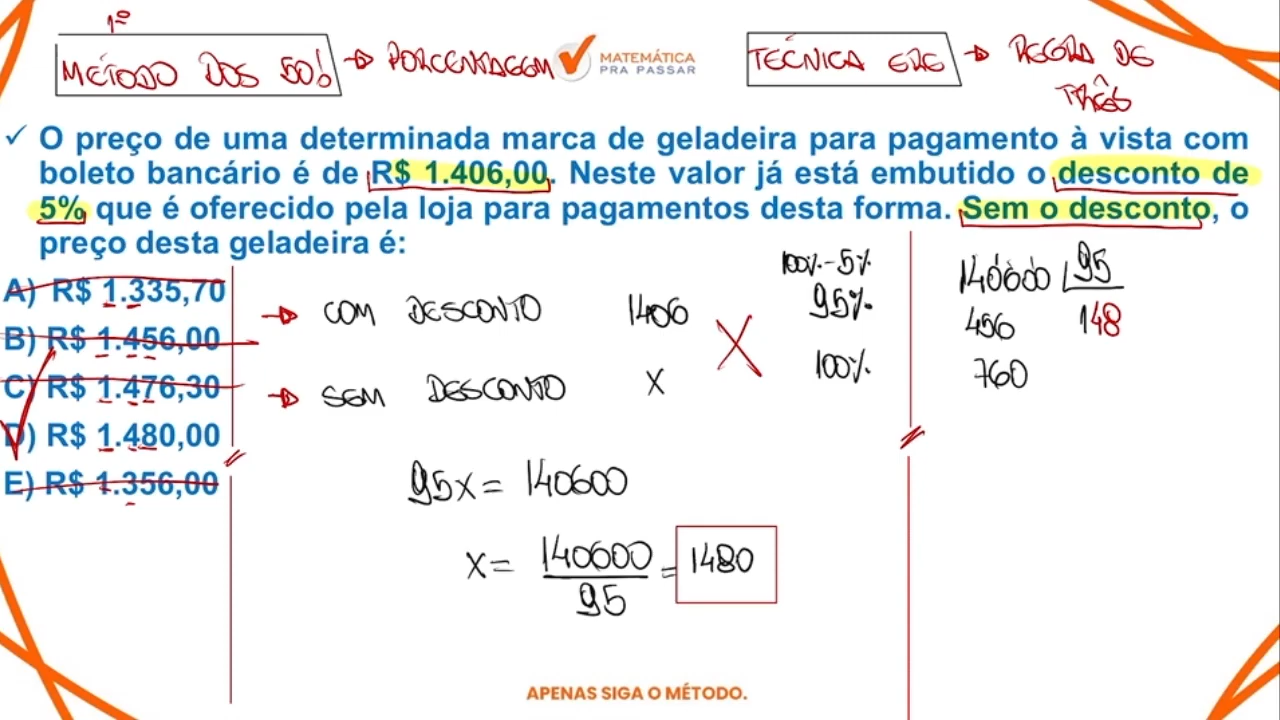 1º
MÉTODO DOS 50! → PORCENTAGEM
MATEMÁTICA
PRA PASSAR
TÉCNICA ERE → REGRA DE
TRÊS
✓ O preço de uma determinada marca de geladeira para pagamento à vista com
boleto bancário é de R$ 1.406,00. Neste valor já está embutido o desconto de
5% que é oferecido pela loja para pagamentos desta forma. Sem o desconto, o
preço desta geladeira é:
A) R$ 1.335,70
B) R$ 1.456,00
C) R$ 1.476,30
D) R$ 1.480,00
E) R$ 1.356,00
100%-5%
→ COM DESCONTO 1406 95%
→ SEM DESCONTO X 100%
95X = 140600
X = 140600 / 95 = 1480
140600 95
456 148
760
APENAS SIGA O MÉTODO.